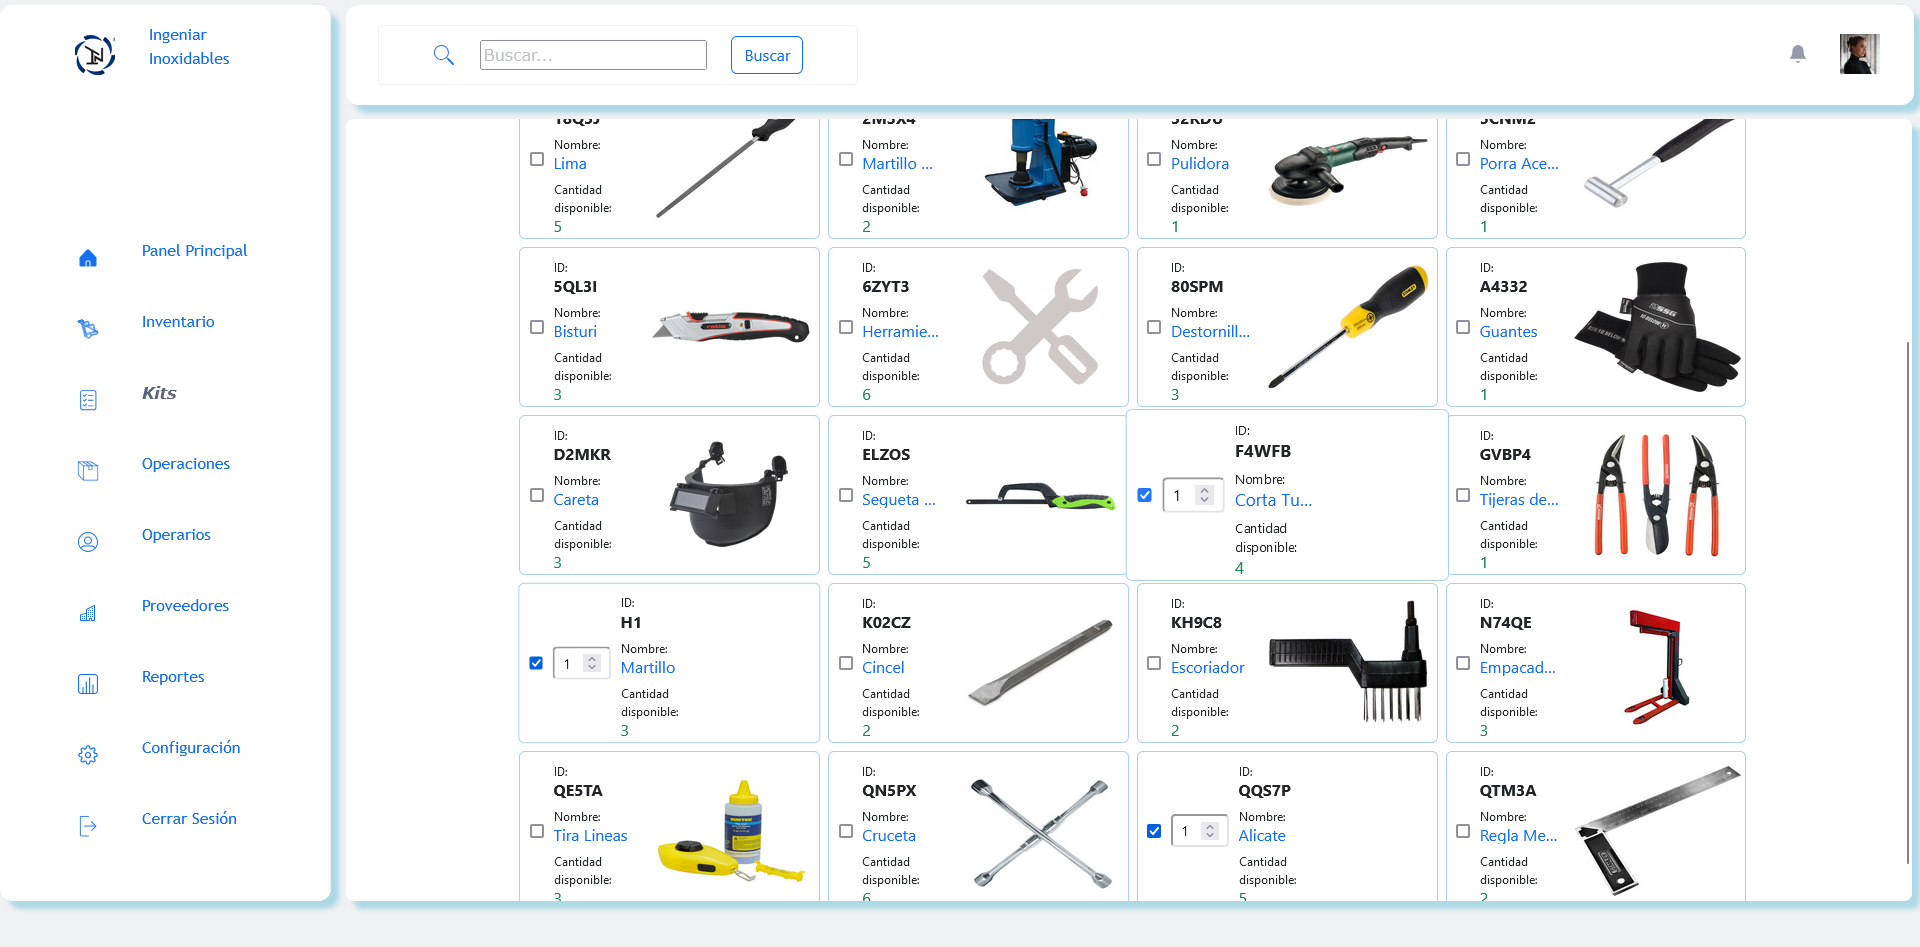 Ingeniar
Inoxidables
Buscar...
Buscar
Panel Principal
Inventario
Kits
Operaciones
Operarios
Proveedores
Reportes
Configuración
Cerrar Sesión
Nombre:
Lima
Cantidad
disponible:
5
Nombre:
Martillo ...
Cantidad
disponible:
2
Nombre:
Pulidora
Cantidad
disponible:
1
Nombre:
Porra Ace...
Cantidad
disponible:
1
ID:
5QL3I
Nombre:
Bisturi
Cantidad
disponible:
3
ID:
6ZYT3
Nombre:
Herramie...
Cantidad
disponible:
6
ID:
80SPM
Nombre:
Destornill...
Cantidad
disponible:
3
ID:
A4332
Nombre:
Guantes
Cantidad
disponible:
1
ID:
D2MKR
Nombre:
Careta
Cantidad
disponible:
3
ID:
ELZOS
Nombre:
Segueta ...
Cantidad
disponible:
5
1
ID:
F4WFB
Nombre:
Corta Tu...
Cantidad
disponible:
4
ID:
GVBP4
Nombre:
Tijeras de...
Cantidad
disponible:
1
1
ID:
H1
Nombre:
Martillo
Cantidad
disponible:
3
ID:
K02CZ
Nombre:
Cincel
Cantidad
disponible:
2
ID:
KH9C8
Nombre:
Escoriador
Cantidad
disponible:
2
ID:
N74QE
Nombre:
Empacad...
Cantidad
disponible:
3
ID:
QE5TA
Nombre:
Tira Lineas
Cantidad
disponible:
3
ID:
QN5PX
Nombre:
Cruceta
Cantidad
disponible:
6
1
ID:
QQS7P
Nombre:
Alicate
Cantidad
disponible:
5
ID:
QTM3A
Nombre:
Regla Me...
Cantidad
disponible:
2